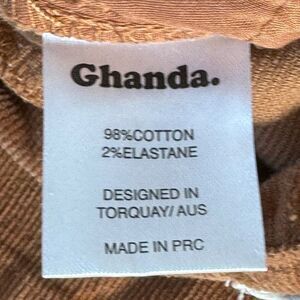 Ghanda.
98%COTTON
2%ELASTANE
DESIGNED IN
TORQUAY/ AUS
MADE IN PRC